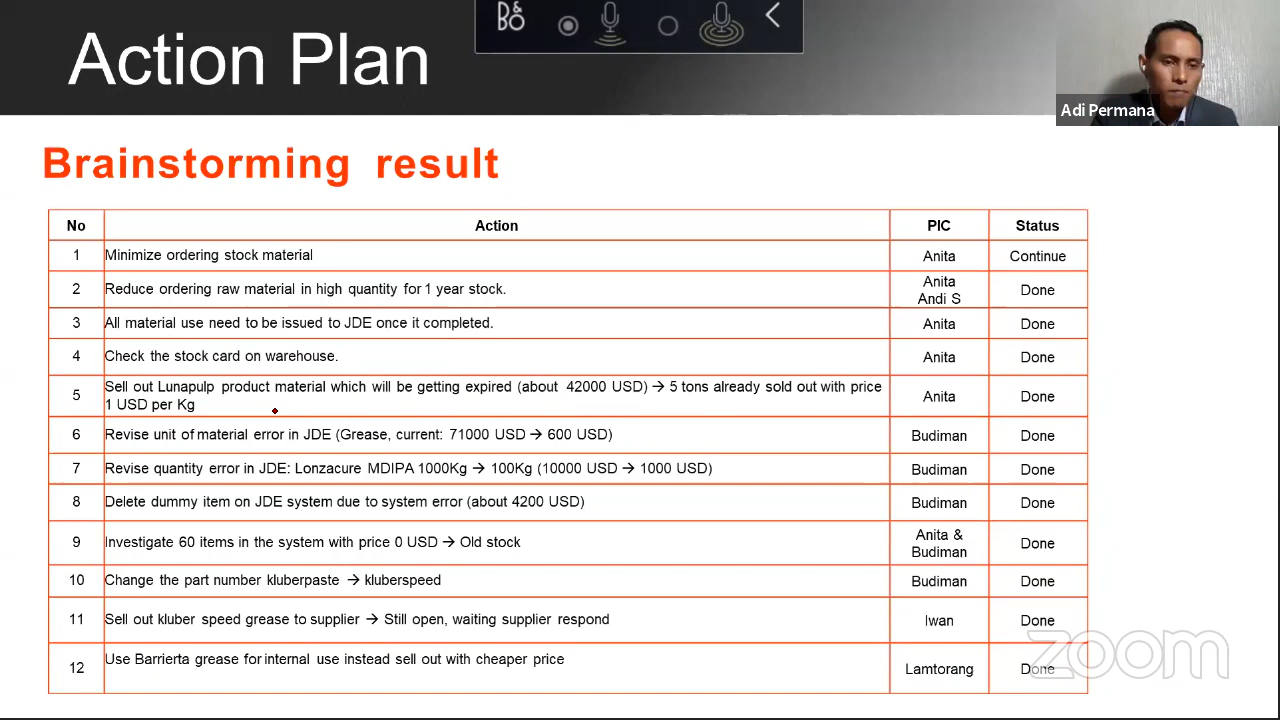 Action Plan
B&O
Adi Permana
Brainstorming result
No Action PIC Status
1 Minimize ordering stock material Anita Continue
2 Reduce ordering raw material in high quantity for 1 year stock. Anita Andi S Done
3 All material use need to be issued to JDE once it completed. Anita Done
4 Check the stock card on warehouse. Anita Done
5 Sell out Lunapulp product material which will be getting expired (about 42000 USD) → 5 tons already sold out with price
1 USD per Kg Anita Done
6 Revise unit of material error in JDE (Grease, current: 71000 USD → 600 USD) Budiman Done
7 Revise quantity error in JDE: Lonzacure MDIPA 1000Kg → 100Kg (10000 USD → 1000 USD) Budiman Done
8 Delete dummy item on JDE system due to system error (about 4200 USD) Budiman Done
9 Investigate 60 items in the system with price 0 USD → Old stock Anita & Budiman Done
10 Change the part number kluberpaste → kluberspeed Budiman Done
11 Sell out kluber speed grease to supplier → Still open, waiting supplier respond Iwan Done
12 Use Barrierta grease for internal use instead sell out with cheaper price Lamtorang Done
zoom